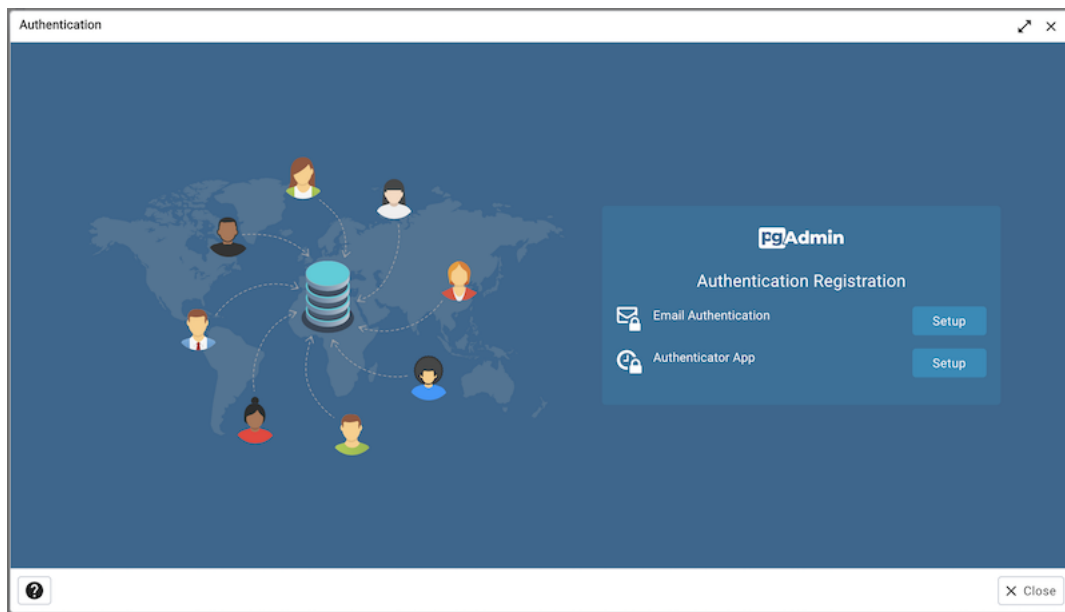 Authentication
pgAdmin
Authentication Registration
Email Authentication
Setup
Authenticator App
Setup
? 
Close